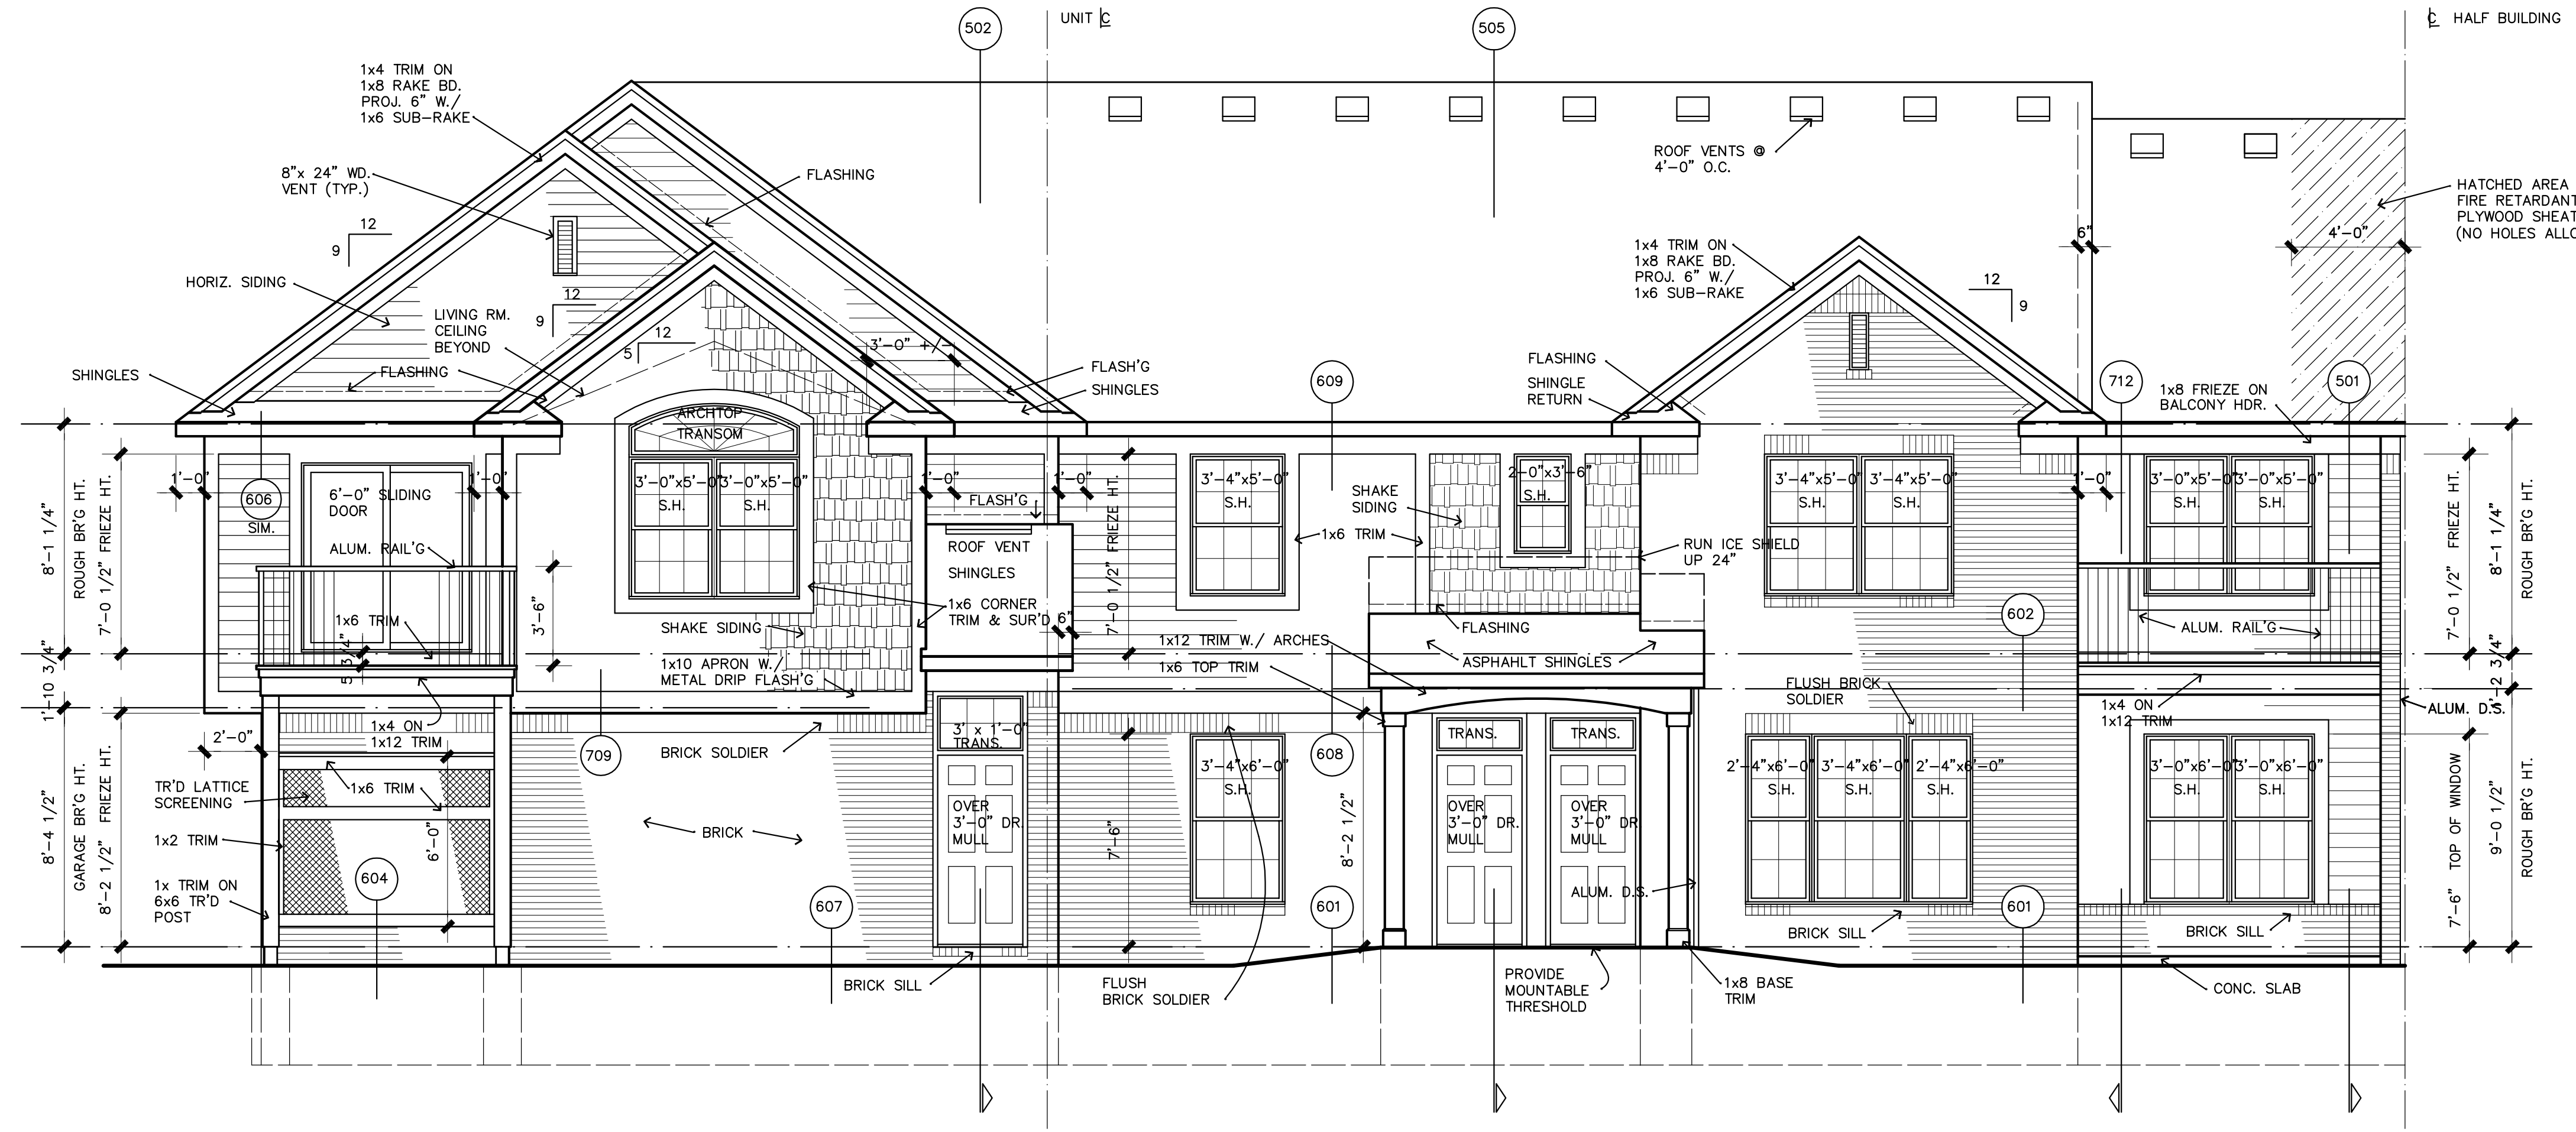 502
UNIT C
505
C HALF BUILDING
1x4 TRIM ON
1x8 RAKE BD.
PROJ. 6" W./
1x6 SUB-RAKE
8"x 24" WD.
VENT (TYP.)
FLASHING
ROOF VENTS @
4'-0" O.C.
HATCHED AREA
FIRE RETARDANT
(NO HOLES
PLYWOOD
4'-0"
6"
12
9
HORIZ. SIDING
12
9
LIVING RM.
CEILING
BEYOND
12
5
3'-0" +/-
1x4 TRIM ON
1x8 RAKE BD.
PROJ. 6" W./
1x6 SUB-RAKE
12
9
SHINGLES
FLASHING
FLASH'G
SHINGLES
609
FLASHING
SHINGLE
RETURN
712
1x8 FRIEZE ON
BALCONY HDR.
501
ARCHTOP
TRANSOM
8'-1 1/4"
ROUGH BR'G HT.
7'-0 1/2" FRIEZE HT.
1'-0"
606
SIM.
6'-0" SLIDING
DOOR
1'-0"
3'-0"x5'-0"
S.H.
3'-0"x5'-0"
S.H.
1'-0"
1'-0"
FLASH'G
ROOF VENT
SHINGLES
7'-0 1/2" FRIEZE HT.
3'-4"x5'-0"
S.H.
SHAKE
SIDING
2-0"x3'-6"
S.H.
1x6 TRIM
RUN ICE SHIELD
UP 24"
3'-4"x5'-0"
S.H.
3'-4"x5'-0"
S.H.
1'-0"
3'-0"x5'-0"
S.H.
3'-0"x5'-0"
S.H.
7'-0 1/2" FRIEZE HT.
8'-1 1/4"
ROUGH BR'G HT.
ALUM. RAIL'G
1x6 TRIM
5 3/4"
3'-6"
1x6 CORNER
TRIM & SUR'D
6"
SHAKE SIDING
1x10 APRON W./
METAL DRIP FLASH'G
1x12 TRIM W./ ARCHES
1x6 TOP TRIM
FLASHING
ASPHAHLT SHINGLES
602
ALUM. RAIL'G
1'-10 3/4"
1'-2 3/4"
FLUSH BRICK
SOLDIER
1x4 ON
1x12 TRIM
ALUM. D.S.
2'-0"
1x4 ON
1x12 TRIM
709
BRICK SOLDIER
3' x 1'-0"
TRANS.
608
TRANS.
TRANS.
8'-4 1/2"
GARAGE BR'G HT.
8'-2 1/2" FRIEZE HT.
TR'D LATTICE
SCREENING
1x6 TRIM
1x2 TRIM
6'-0"
1x TRIM ON
6x6 TR'D
POST
604
BRICK
607
OVER
3'-0" DR.
MULL
7'-6"
3'-4"x6'-0"
S.H.
601
8'-2 1/2"
OVER
3'-0" DR.
MULL
OVER
3'-0" DR
MULL
ALUM. D.S.
2'-4"x6'-0"
S.H.
3'-4"x6'-0"
S.H.
2'-4"x6'-0"
S.H.
601
3'-0"x6'-0"
S.H.
3'-0"x6'-0"
S.H.
7'-6" TOP OF WINDOW
9'-0 1/2"
ROUGH BR'G HT.
BRICK SILL
BRICK SILL
BRICK SILL
FLUSH
BRICK SOLDIER
PROVIDE
MOUNTABLE
THRESHOLD
1x8 BASE
TRIM
CONC. SLAB